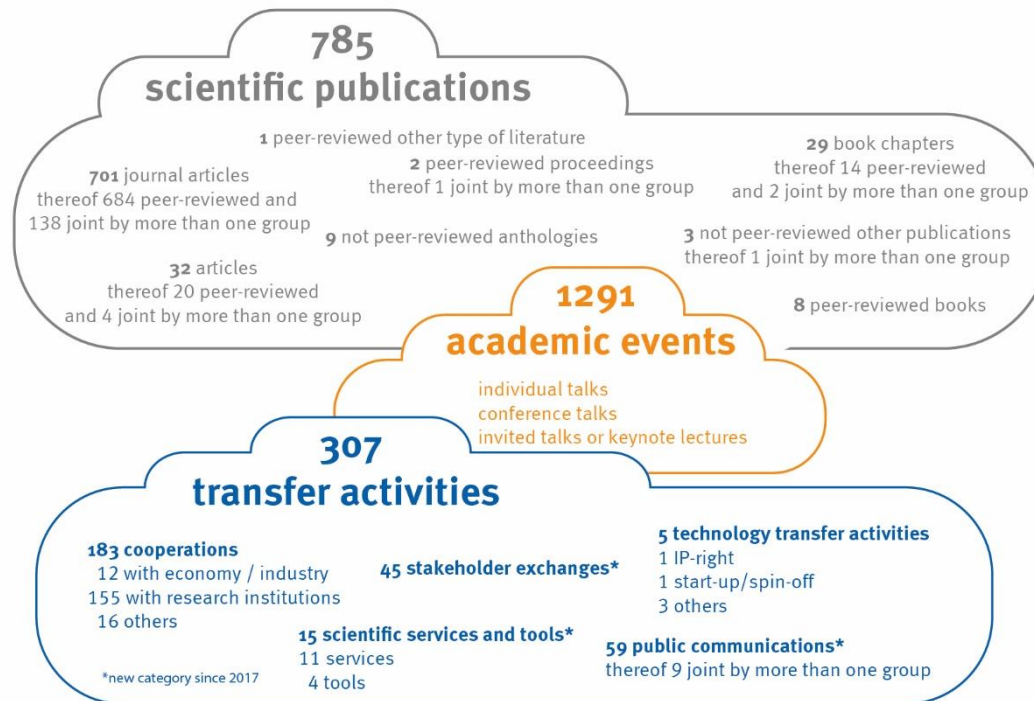 785
scientific publications
1 peer-reviewed other type of literature
701 journal articles
thereof 684 peer-reviewed and
138 joint by more than one group
2 peer-reviewed proceedings
thereof 1 joint by more than one group
29 book chapters
thereof 14 peer-reviewed
and 2 joint by more than one group
9 not peer-reviewed anthologies
3 not peer-reviewed other publications
thereof 1 joint by more than one group
32 articles
thereof 20 peer-reviewed
and 4 joint by more than one group
8 peer-reviewed books
1291
academic events
individual talks
conference talks
invited talks or keynote lectures
307
transfer activities
183 cooperations
12 with economy / industry
155 with research institutions
16 others
45 stakeholder exchanges*
5 technology transfer activities
1 IP-right
1 start-up/spin-off
3 others
15 scientific services and tools*
11 services
4 tools
59 public communications*
thereof 9 joint by more than one group
*new category since 2017